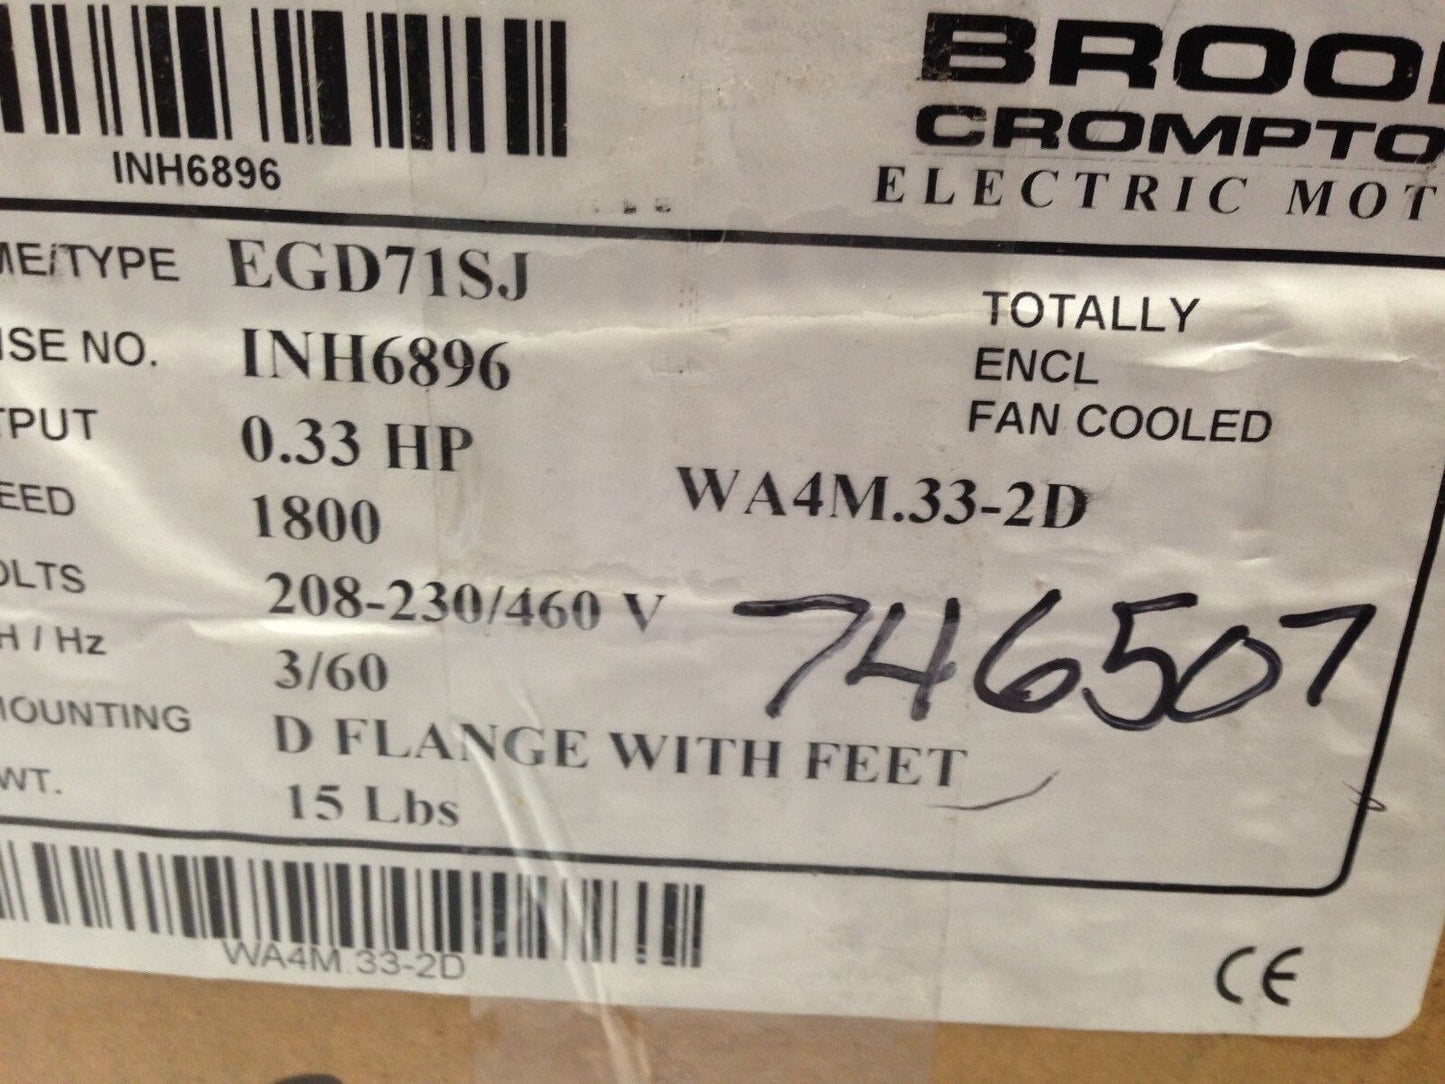 INH6896
BROO
CROMPTO
ELECTRIC MOT
ME/TYPE EGD71SJ
TOTALLY
ENCL
FAN COOLED
SE NO. INH6896
TPUT 0.33 HP
EED 1800
WA4M.33-2D
OLTS 208-230/460 V
746507
H / Hz 3/60
MOUNTING D FLANGE WITH FEET
WT. 15 Lbs
WA4M.33-2D
CE